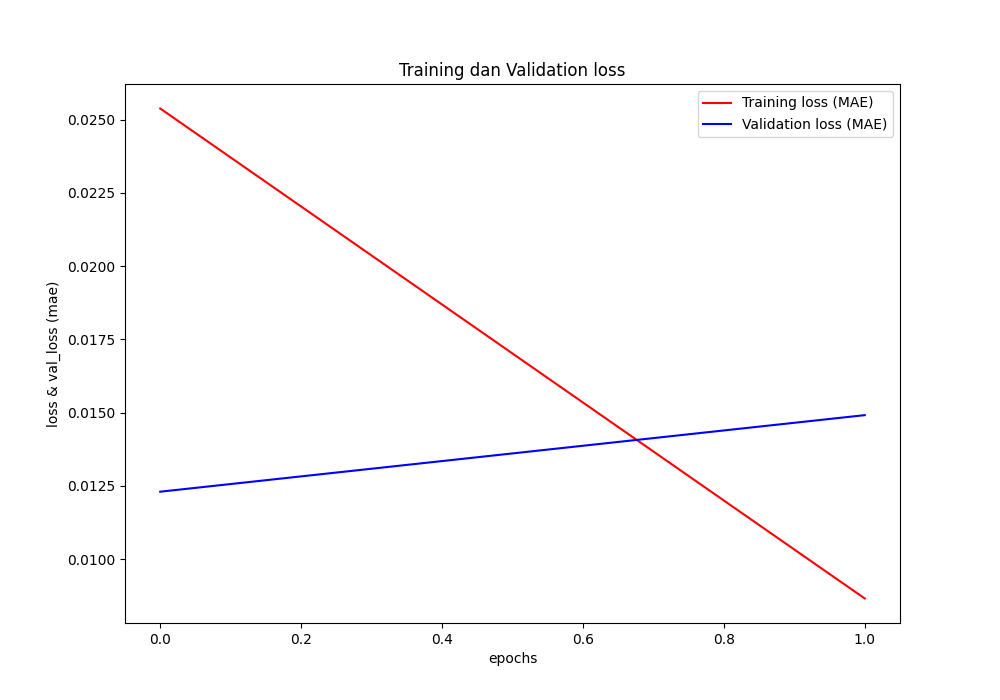 Training dan Validation loss
Training loss (MAE)
Validation loss (MAE)
loss & val_loss (mae)
0.0250
0.0225
0.0200
0.0175
0.0150
0.0125
0.0100
0.0 0.2 0.4 0.6 0.8 1.0
epochs